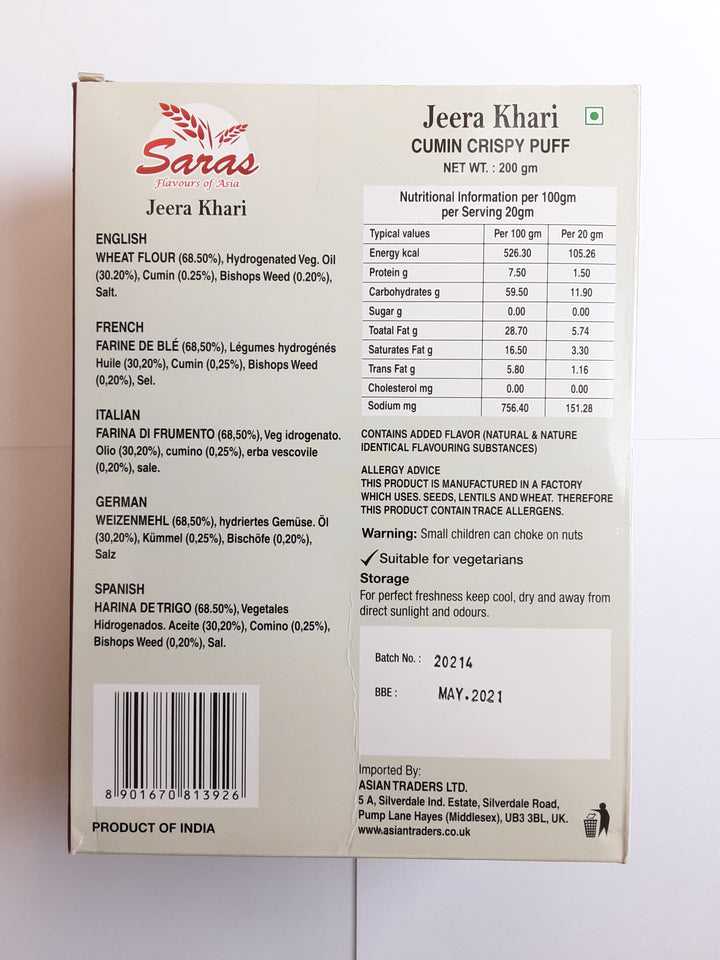 Saras
Flavours of Asia
Jeera Khari
ENGLISH
WHEAT FLOUR (68.50%), Hydrogenated Veg. Oil
(30.20%), Cumin (0.25%), Bishops Weed (0.20%),
Salt.
FRENCH
FARINE DE BLÉ (68,50%), Légumes hydrogénés
Huile (30,20%), Cumin (0,25%), Bishops Weed
(0,20%), Sel.
ITALIAN
FARINA DI FRUMENTO (68,50%), Veg idrogenato.
Olio (30,20%), cumino (0,25%), erba vescovile
(0,20%), sale.
GERMAN
WEIZENMEHL (68,50%), hydriertes Gemüse. Öl
(30,20%), Kümmel (0,25%), Bischöfe (0,20%),
Salz
SPANISH
HARINA DE TRIGO (68.50%), Vegetales
Hidrogenados. Aceite (30,20%), Comino (0,25%),
Bishops Weed (0,20%), Sal.
8 901670 813926
PRODUCT OF INDIA
Jeera Khari
CUMIN CRISPY PUFF
NET WT. : 200 gm
Nutritional Information per 100gm
per Serving 20gm
Typical values Per 100 gm Per 20 gm
Energy kcal 526.30 105.26
Protein g 7.50 1.50
Carbohydrates g 59.50 11.90
Sugar g 0.00 0.00
Toatal Fat g 28.70 5.74
Saturates Fat g 16.50 3.30
Trans Fat g 5.80 1.16
Cholesterol mg 0.00 0.00
Sodium mg 756.40 151.28
CONTAINS ADDED FLAVOR (NATURAL & NATURE
IDENTICAL FLAVOURING SUBSTANCES)
ALLERGY ADVICE
THIS PRODUCT IS MANUFACTURED IN A FACTORY
WHICH USES. SEEDS, LENTILS AND WHEAT. THEREFORE
THIS PRODUCT CONTAIN TRACE ALLERGENS.
Warning: Small children can choke on nuts
Suitable for vegetarians
Storage
For perfect freshness keep cool, dry and away from
direct sunlight and odours.
Batch No. : 20214
BBE : MAY.2021
Imported By:
ASIAN TRADERS LTD.
5 A, Silverdale Ind. Estate, Silverdale Road,
Pump Lane Hayes (Middlesex), UB3 3BL, UK.
www.asiantraders.co.uk